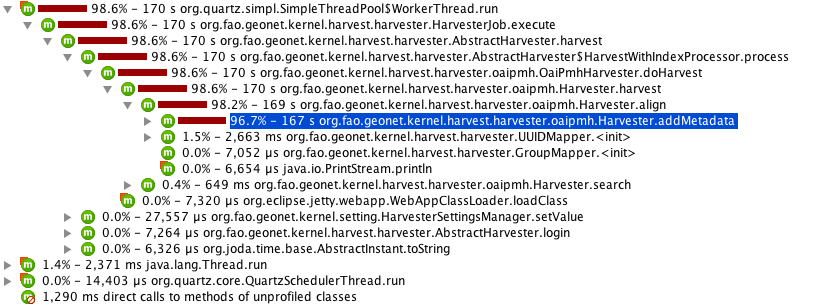 98.6% – 170 s org.quartz.simpl.SimpleThreadPool$WorkerThread.run
m 98.6% – 170 s org.fao.geonet.kernel.harvest.harvester.HarvesterJob.execute
m 98.6% – 170 s org.fao.geonet.kernel.harvest.harvester.AbstractHarvester.harvest
m 98.6% – 170 s org.fao.geonet.kernel.harvest.harvester.AbstractHarvester$HarvestWithIndexProcessor.process
m 98.6% – 170 s org.fao.geonet.kernel.harvest.harvester.oaipmh.OaiPmhHarvester.doHarvest
m 98.6% – 170 s org.fao.geonet.kernel.harvest.harvester.oaipmh.Harvester.harvest
m 98.2% – 169 s org.fao.geonet.kernel.harvest.harvester.oaipmh.Harvester.align
m 96.7% – 167 s org.fao.geonet.kernel.harvest.harvester.oaipmh.Harvester.addMetadata
m 1.5% – 2,663 ms org.fao.geonet.kernel.harvest.harvester.UUIDMapper.<init>
m 0.0% – 7,052 µs org.fao.geonet.kernel.harvest.harvester.GroupMapper.<init>
m 0.0% – 6,654 µs java.io.PrintStream.println
m 0.4% – 649 ms org.fao.geonet.kernel.harvest.harvester.oaipmh.Harvester.search
m 0.0% – 7,320 µs org.eclipse.jetty.webapp.WebAppClassLoader.loadClass
m 0.0% – 27,557 µs org.fao.geonet.kernel.setting.HarvesterSettingsManager.setValue
m 0.0% – 7,264 µs org.fao.geonet.kernel.harvest.harvester.AbstractHarvester.login
m 0.0% – 6,326 µs org.joda.time.base.AbstractInstant.toString
m 1.4% – 2,371 ms java.lang.Thread.run
m 0.0% – 14,403 µs org.quartz.core.QuartzSchedulerThread.run
m 1,290 ms direct calls to methods of unprofiled classes